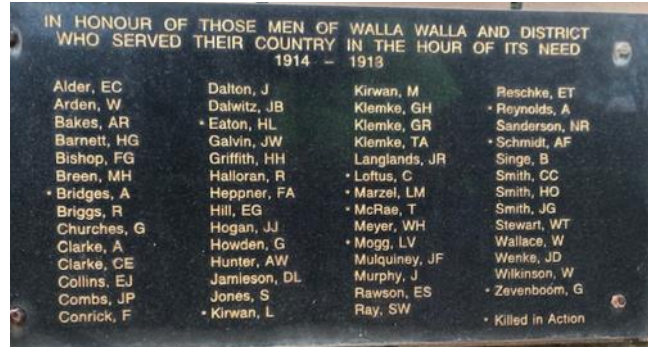 IN HONOUR OF THOSE MEN OF WALLA WALLA AND DISTRICT
WHO SERVED THEIR COUNTRY IN THE HOUR OF ITS NEED
1914 – 1918
Alder, EC
Arden, W
Bakes, AR
Barnett, HG
Bishop, FG
Breen, MH
* Bridges, A
Briggs, R
Churches, G
Clarke, A
Clarke, CE
Collins, EJ
Combs, JP
Conrick, F
Dalton, J
Dalwitz, JB
* Eaton, HL
Galvin, JW
Griffith, HH
Halloran, R
Heppner, FA
Hill, EG
Hogan, JJ
Howden, G
Hunter, AW
Jamieson, DL
Jones, S
* Kirwan, L
Kirwan, M
Klemke, GH
Klemke, GR
Klemke, TA
Langlands, JR
* Loftus, C
* Marzel, LM
* McRae, T
Meyer, WH
* Mogg, LV
Mulquiney, JF
Murphy, J
Rawson, ES
Ray, SW
Reschke, ET
* Reynolds, A
Sanderson, NR
* Schmidt, AF
Singe, B
Smith, CC
Smith, HO
Smith, JG
Stewart, WT
Wallace, W
Wenke, JD
Wilkinson, W
* Zevenboom, G
* Killed in Action